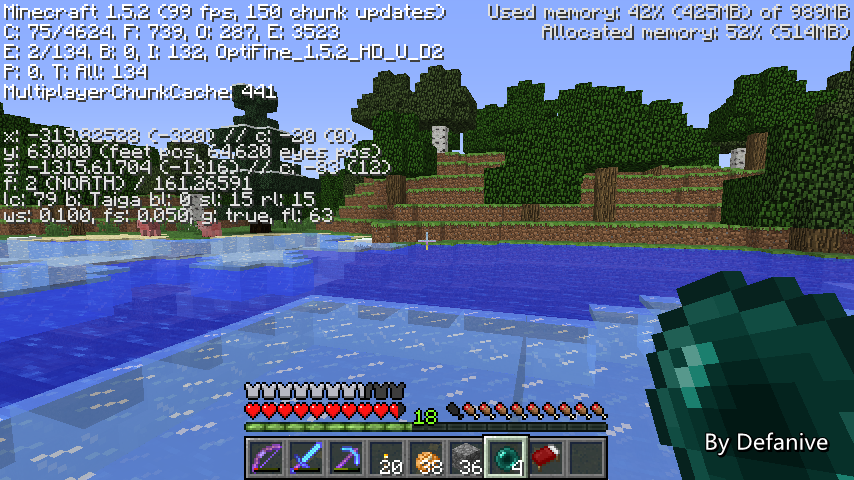 Minecraft 1.5.2 (99 fps, 150 chunk updates)
C: 75/4624. F: 739, O: 287, E: 3523
E: 2/134. B: 0, I: 132, OptiFine_1.5.2_HD_U_D2
P: 0. T: All: 134
MultiplayerChunkCache: 441
Used memory: 42% (425MB) of 989MB
Allocated memory: 52% (514MB)
x: -319.62528 (-320) // c: -20 (0)
y: 63.000 (feet pos, 64.620 eyes pos)
z: -1315.61704 (-1316) // c: -83 (12)
f: 2 (NORTH) / 161.26591
lc: 79 b: Taiga bl: 0 sl: 15 rl: 15
ws: 0.100, fs: 0.050, g: true, fl: 63
18
20 38 36 4
By Defanive